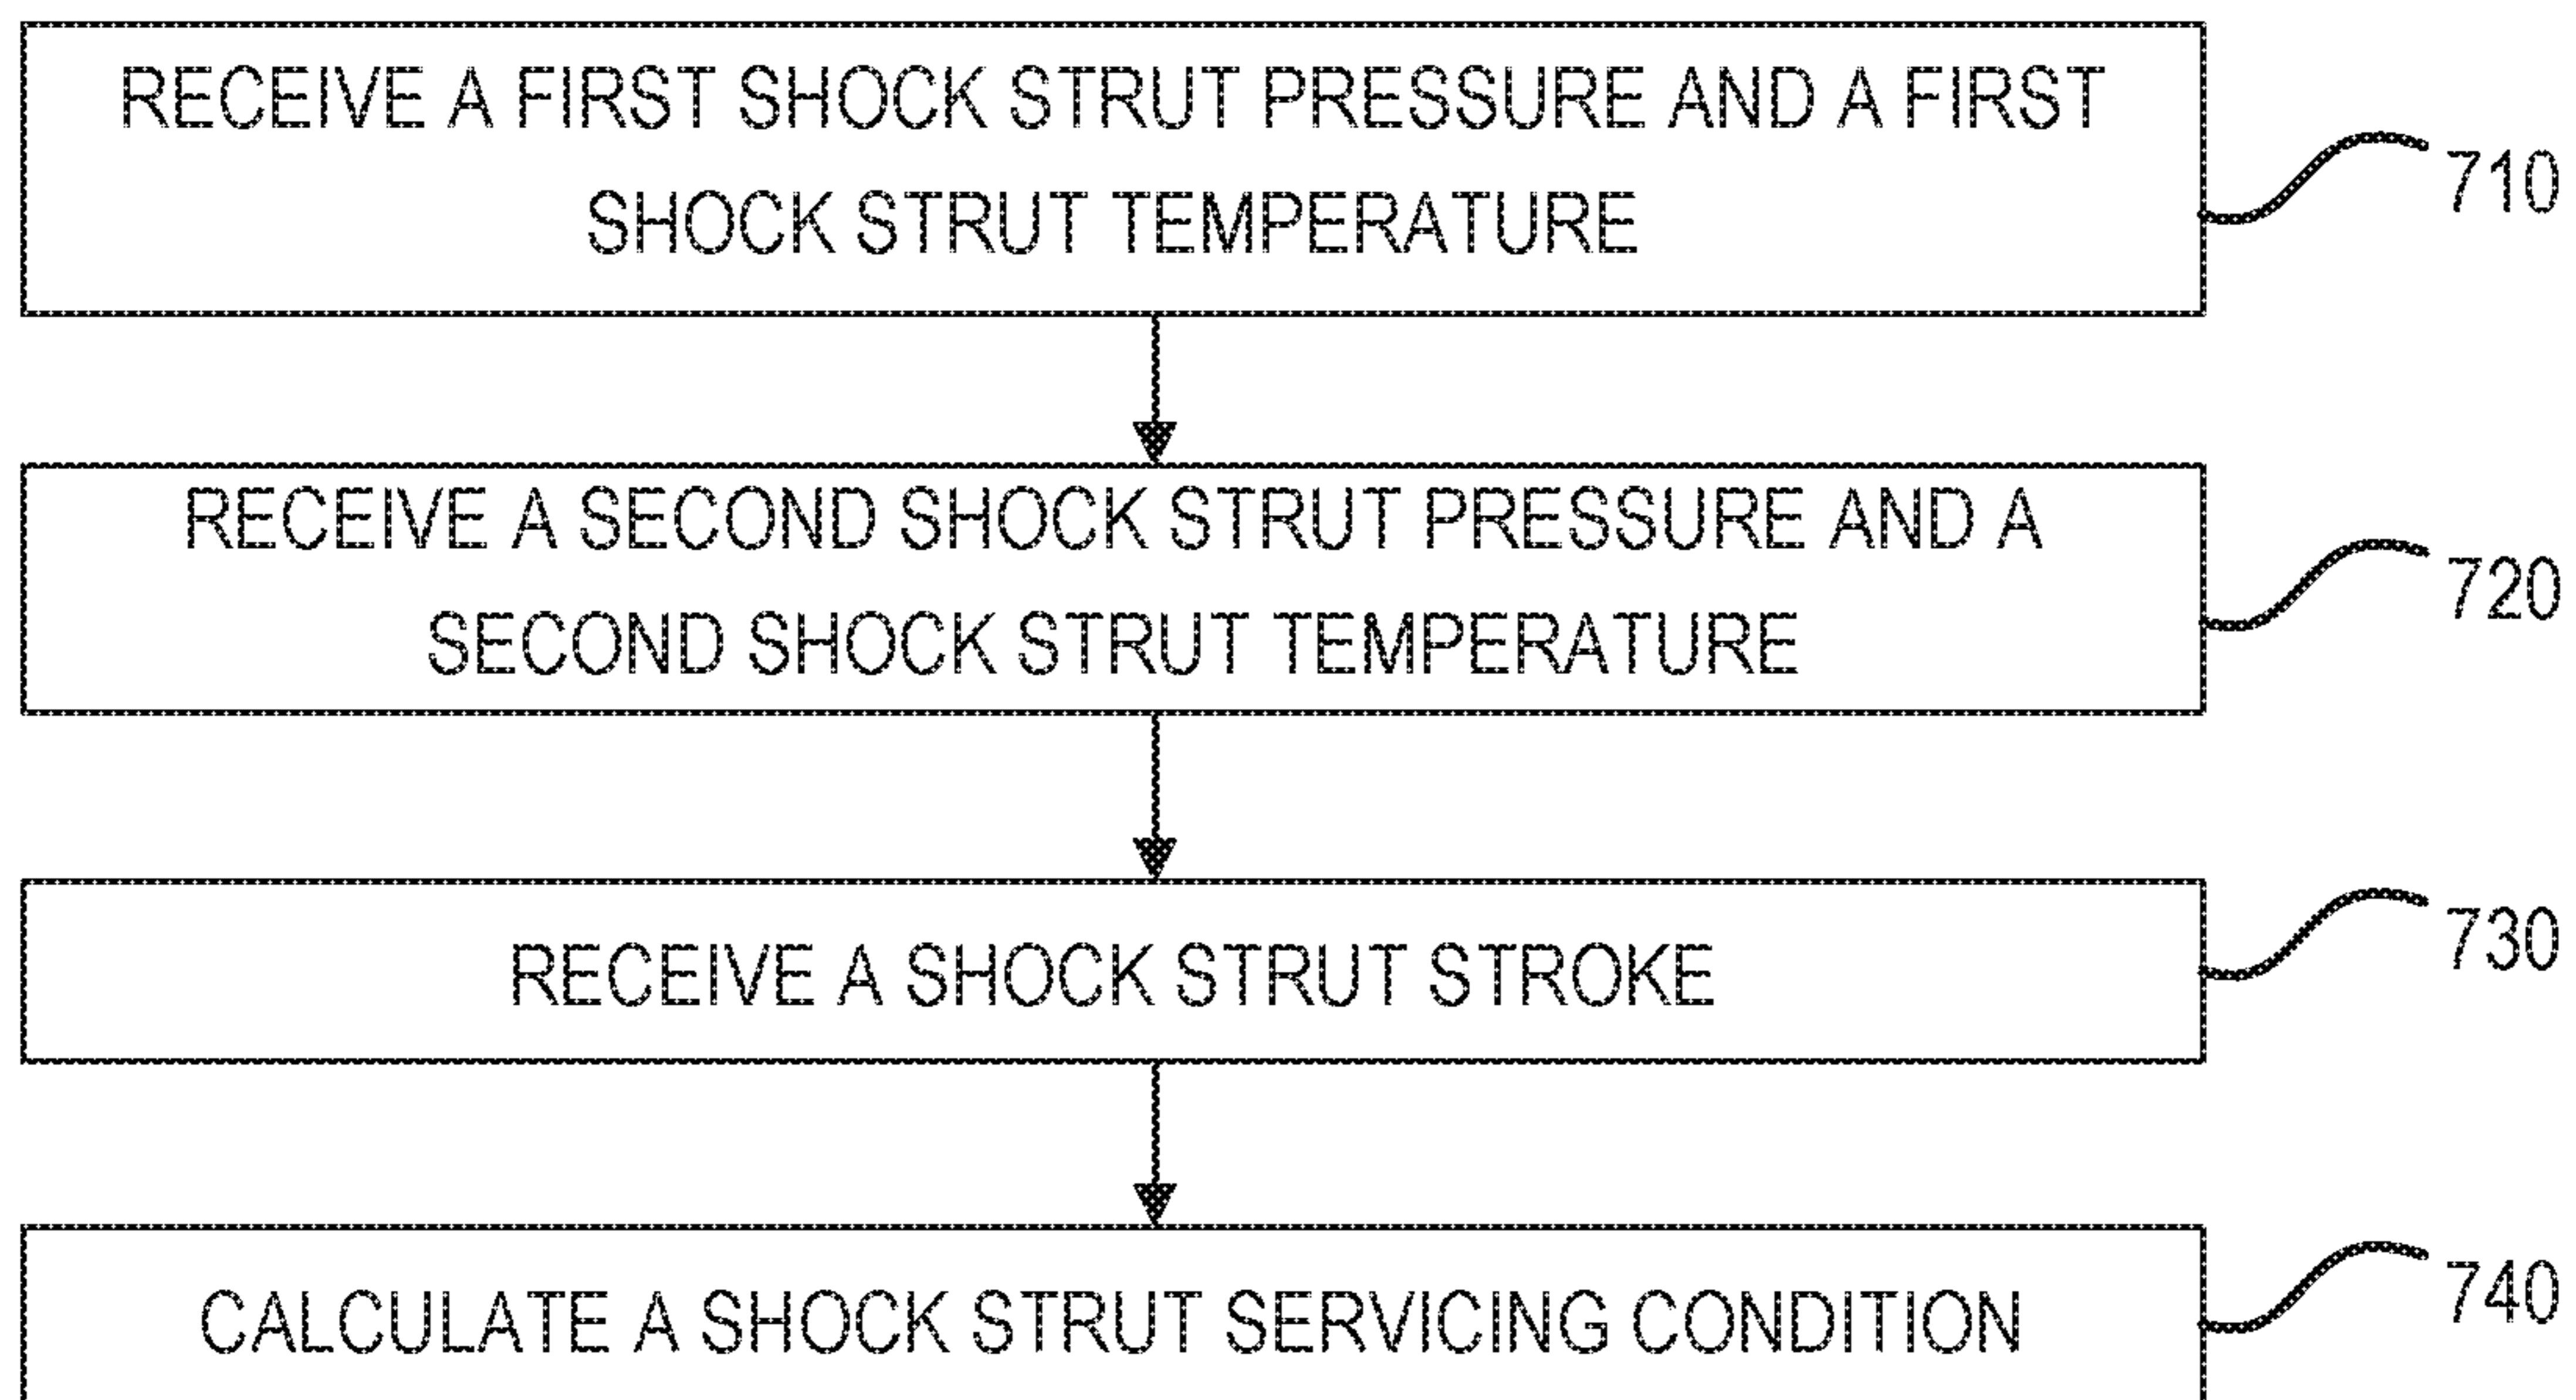 RECEIVE A FIRST SHOCK STRUT PRESSURE AND A FIRST
SHOCK STRUT TEMPERATURE
710
RECEIVE A SECOND SHOCK STRUT PRESSURE AND A
SECOND SHOCK STRUT TEMPERATURE
720
RECEIVE A SHOCK STRUT STROKE
730
CALCULATE A SHOCK STRUT SERVICING CONDITION
740